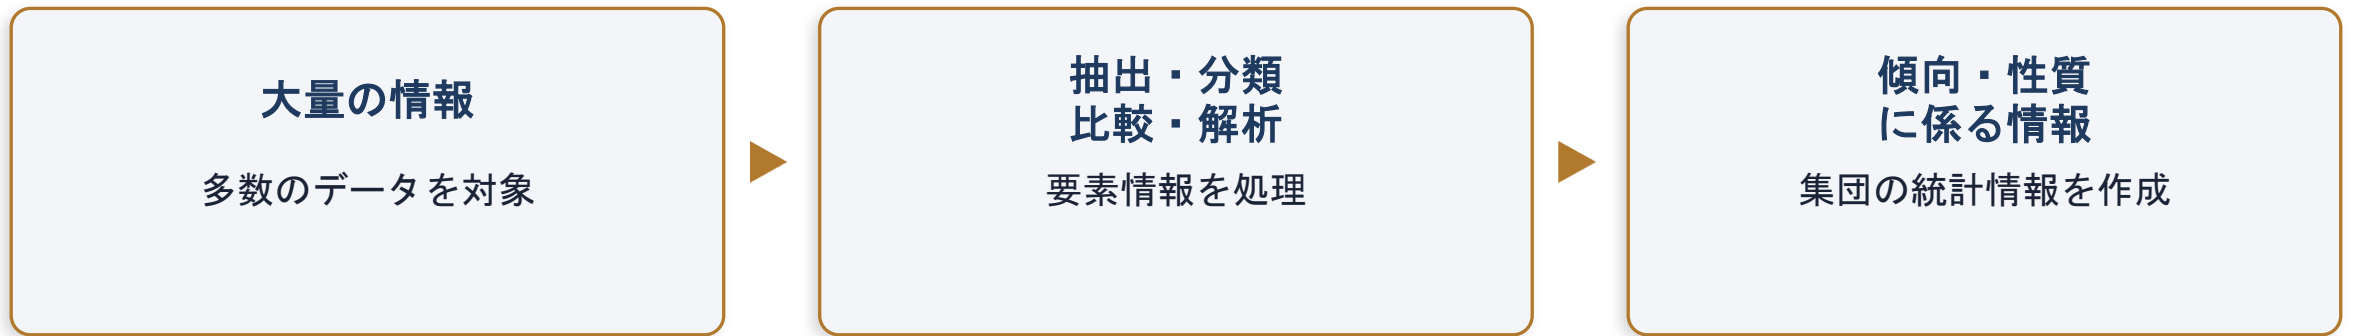 大量の情報
多数のデータを対象
抽出・分類
比較・解析
要素情報を処理
傾向・性質
に係る情報
集団の統計情報を作成